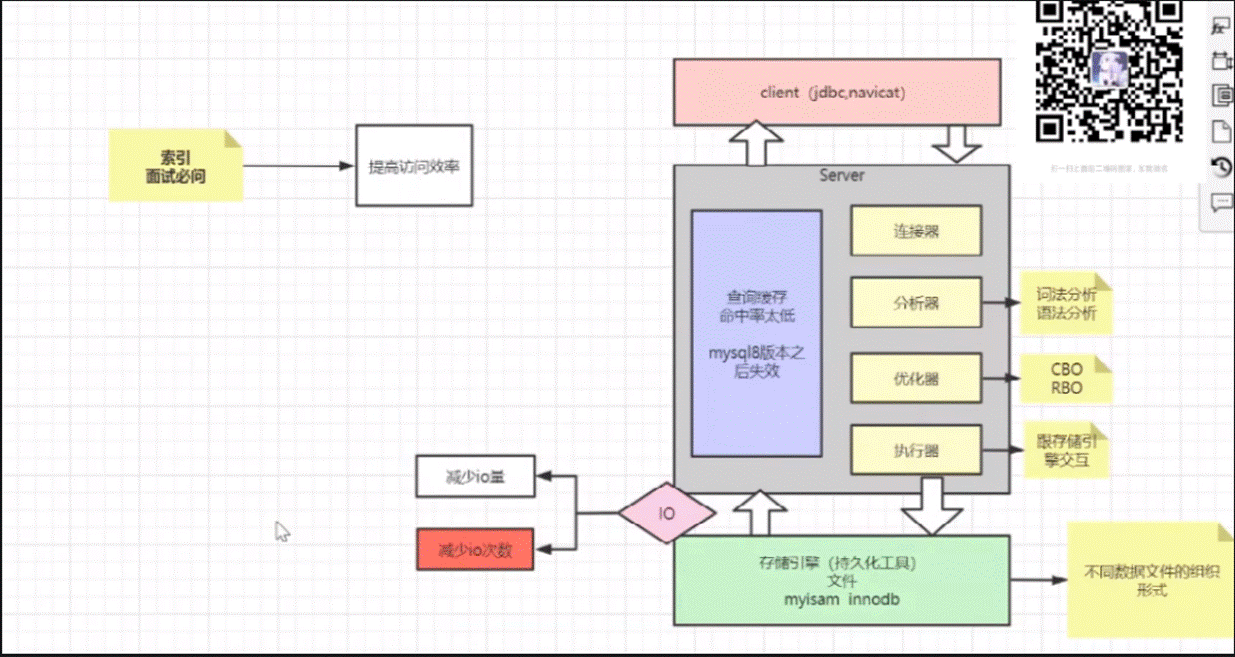 client（jdbc,navicat）
索引
面试必问
提高访问效率
Server
查询缓存
命中率太低
mysql8版本之
后失效
连接器
分析器
词法分析
语法分析
优化器
CBO
RBO
执行器
跟存储引
擎交互
减少io量
IO
减少io次数
存储引擎（持久化工具）
文件
myisam innodb
不同数据文件的组织
形式